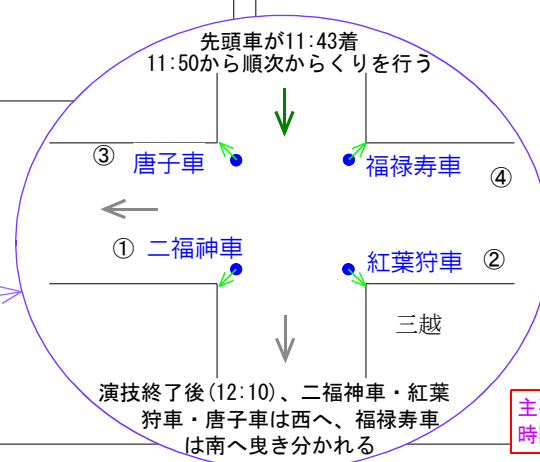 先頭車が11:43着
11:50から順次からくりを行う
③ 唐子車
福禄寿車 ④
① 二福神車
紅葉狩車 ②
三越
演技終了後(12:10)、二福神車・紅葉
狩車・唐子車は西へ、福禄寿車
は南へ曳き分かれる